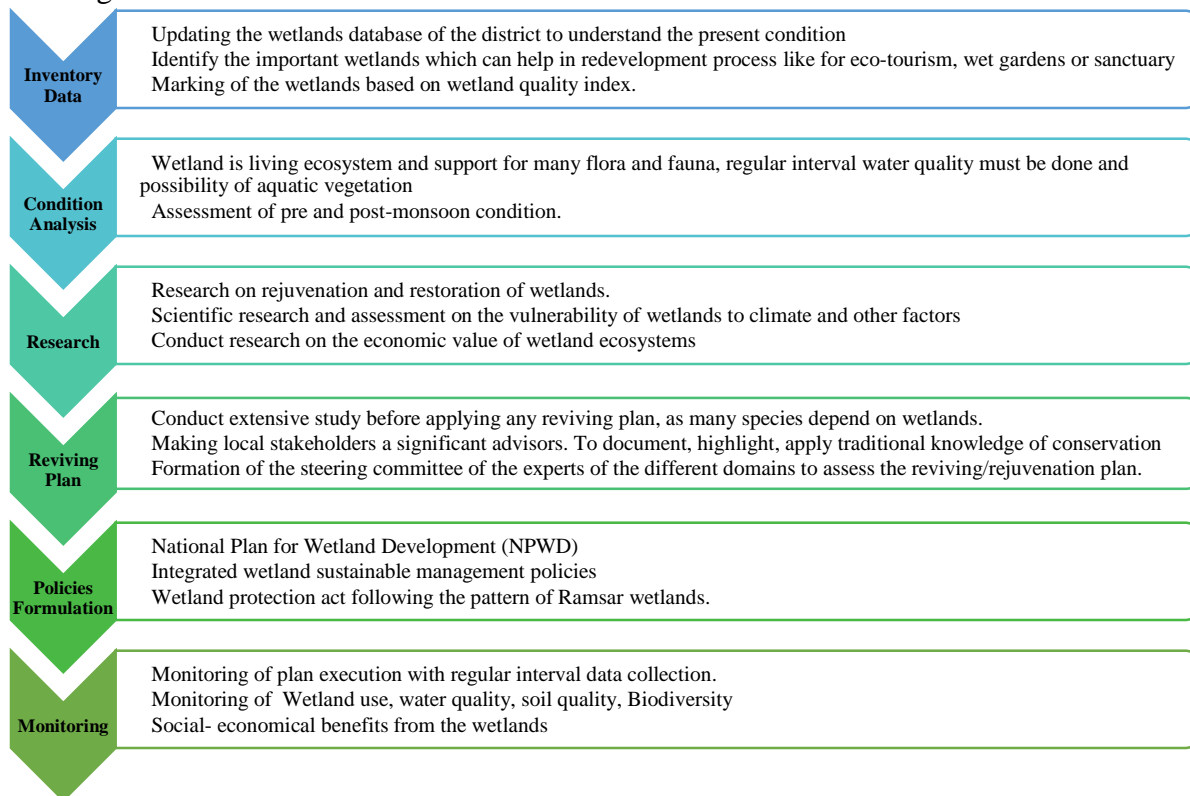 Updating the wetlands database of the district to understand the present condition
Identify the important wetlands which can help in redevelopment process like for eco-tourism, wet gardens or sanctuary
Marking of the wetlands based on wetland quality index.
Inventory
Data
Wetland is living ecosystem and support for many flora and fauna, regular interval water quality must be done and
possibility of aquatic vegetation
Assessment of pre and post-monsoon condition.
Condition
Analysis
Research on rejuvenation and restoration of wetlands.
Scientific research and assessment on the vulnerability of wetlands to climate and other factors
Conduct research on the economic value of wetland ecosystems
Research
Conduct extensive study before applying any reviving plan, as many species depend on wetlands.
Making local stakeholders a significant advisors. To document, highlight, apply traditional knowledge of conservation
Formation of the steering committee of the experts of the different domains to assess the reviving/rejuvenation plan.
Reviving
Plan
National Plan for Wetland Development (NPWD)
Integrated wetland sustainable management policies
Wetland protection act following the pattern of Ramsar wetlands.
Policies
Formulation
Monitoring of plan execution with regular interval data collection.
Monitoring of Wetland use, water quality, soil quality, Biodiversity
Social- economical benefits from the wetlands
Monitoring